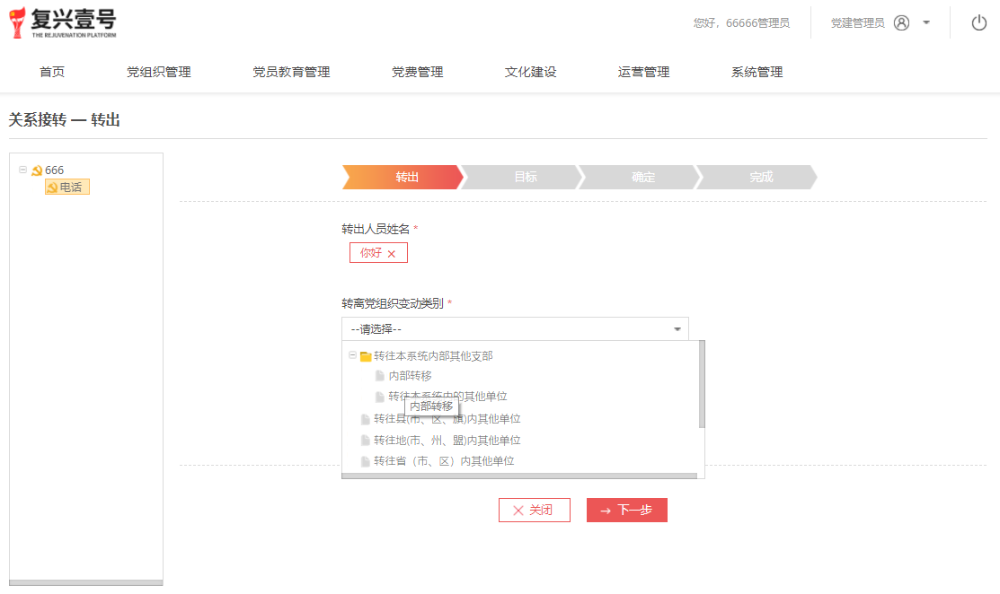 复兴壹号
THE REJUVENATION PLATFORM
您好，66666管理员
党建管理员
首页 党组织管理 党员教育管理 党费管理 文化建设 运营管理 系统管理
关系接转 — 转出
666
电话
转出 目标 确定 完成
转出人员姓名 *
你好 ×
转离党组织变动类别 *
--请选择--
转往本系统内部其他支部
内部转移
转往本系统内的其他单位
内部转移
转往县(市、区、旗)内其他单位
转往地(市、州、盟)内其他单位
转往省（市、区）内其他单位
关闭
→ 下一步